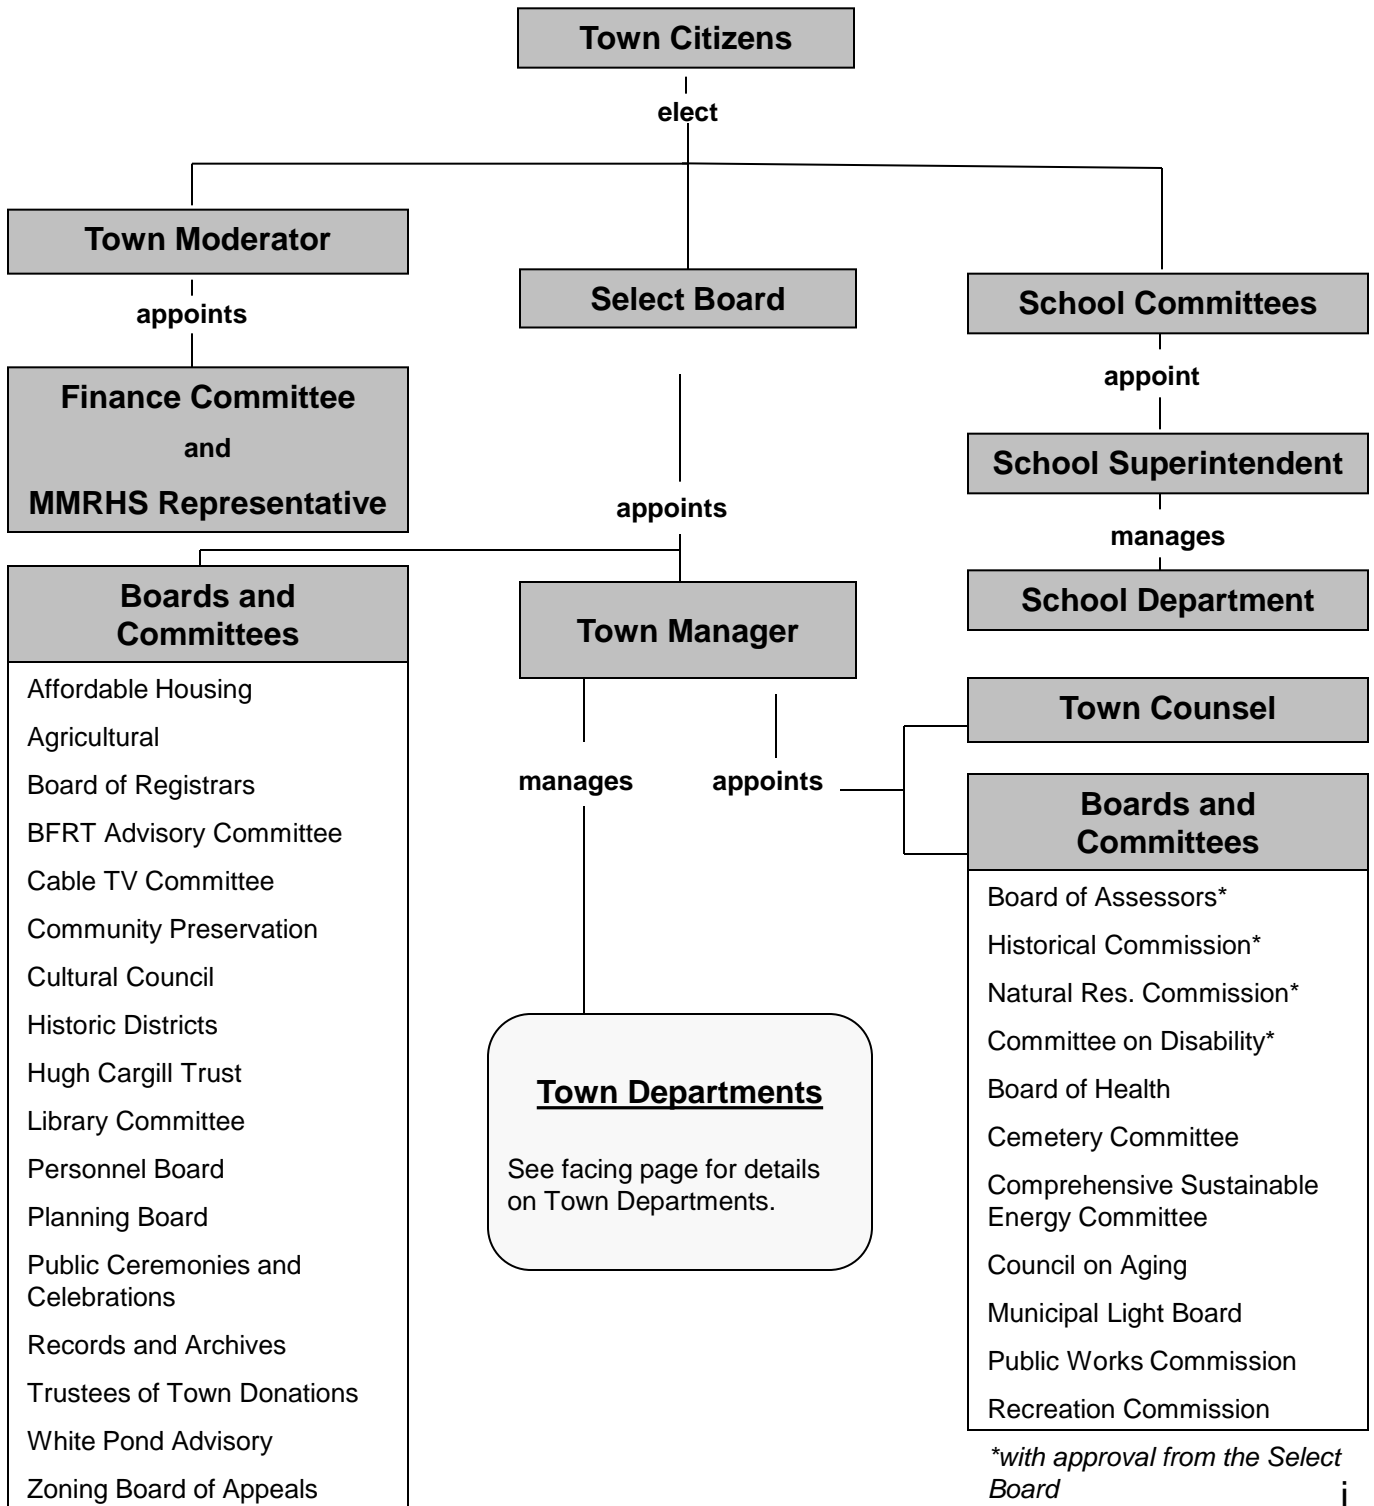 Town Citizens
elect
Town Moderator
appoints
Finance Committee
and
MMRHS Representative
Select Board
appoints
School Committees
appoint
School Superintendent
manages
School Department
Boards and
Committees
Affordable Housing
Agricultural
Board of Registrars
BFRT Advisory Committee
Cable TV Committee
Community Preservation
Cultural Council
Historic Districts
Hugh Cargill Trust
Library Committee
Personnel Board
Planning Board
Public Ceremonies and
Celebrations
Records and Archives
Trustees of Town Donations
White Pond Advisory
Zoning Board of Appeals
Town Manager
manages
appoints
Town Departments
See facing page for details
on Town Departments.
Town Counsel
Boards and
Committees
Board of Assessors*
Historical Commission*
Natural Res. Commission*
Committee on Disability*
Board of Health
Cemetery Committee
Comprehensive Sustainable
Energy Committee
Council on Aging
Municipal Light Board
Public Works Commission
Recreation Commission
*with approval from the Select
Board
i